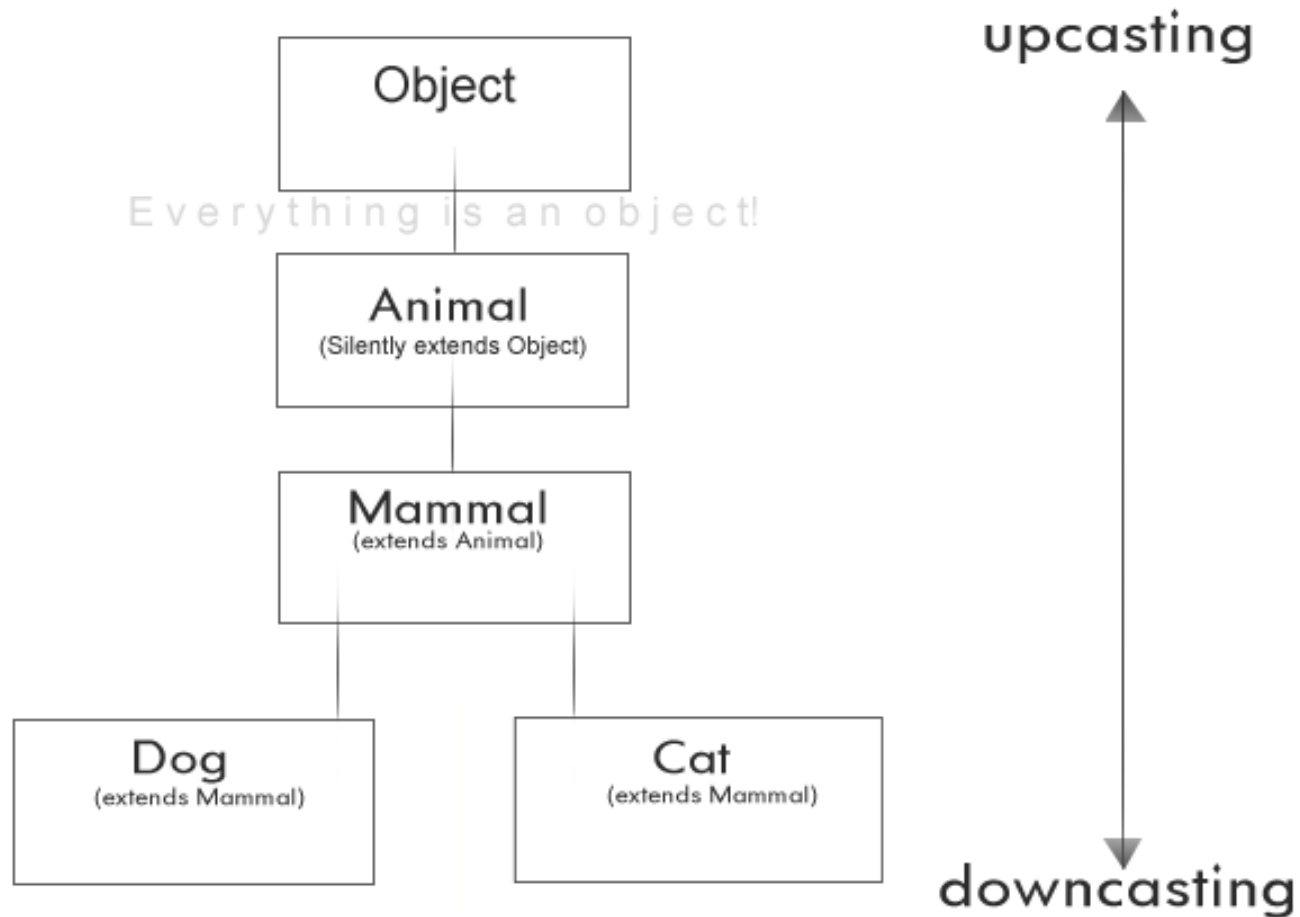 upcasting
Object
Everything is an object!
Animal
(Silently extends Object)
Mammal
(extends Animal)
Dog
(extends Mammal)
Cat
(extends Mammal)
downcasting